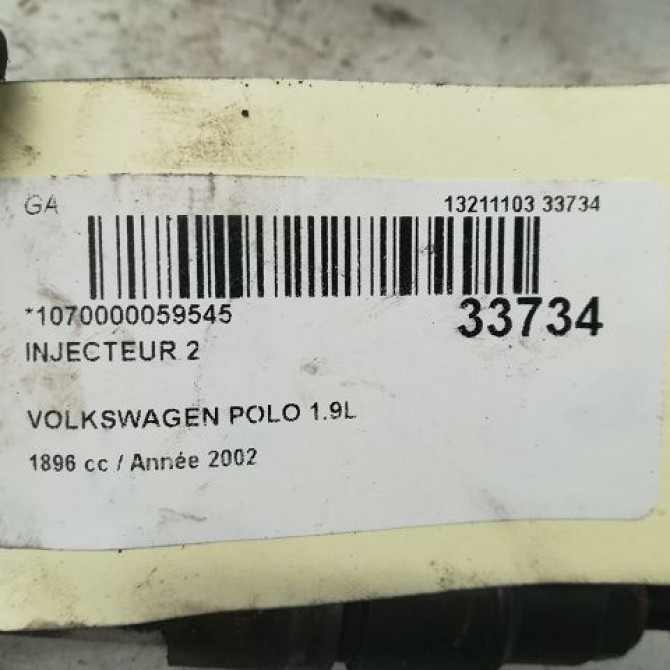 GA 13211103 33734
*1070000059545 33734
INJECTEUR 2
VOLKSWAGEN POLO 1.9L
1896 cc / Année 2002